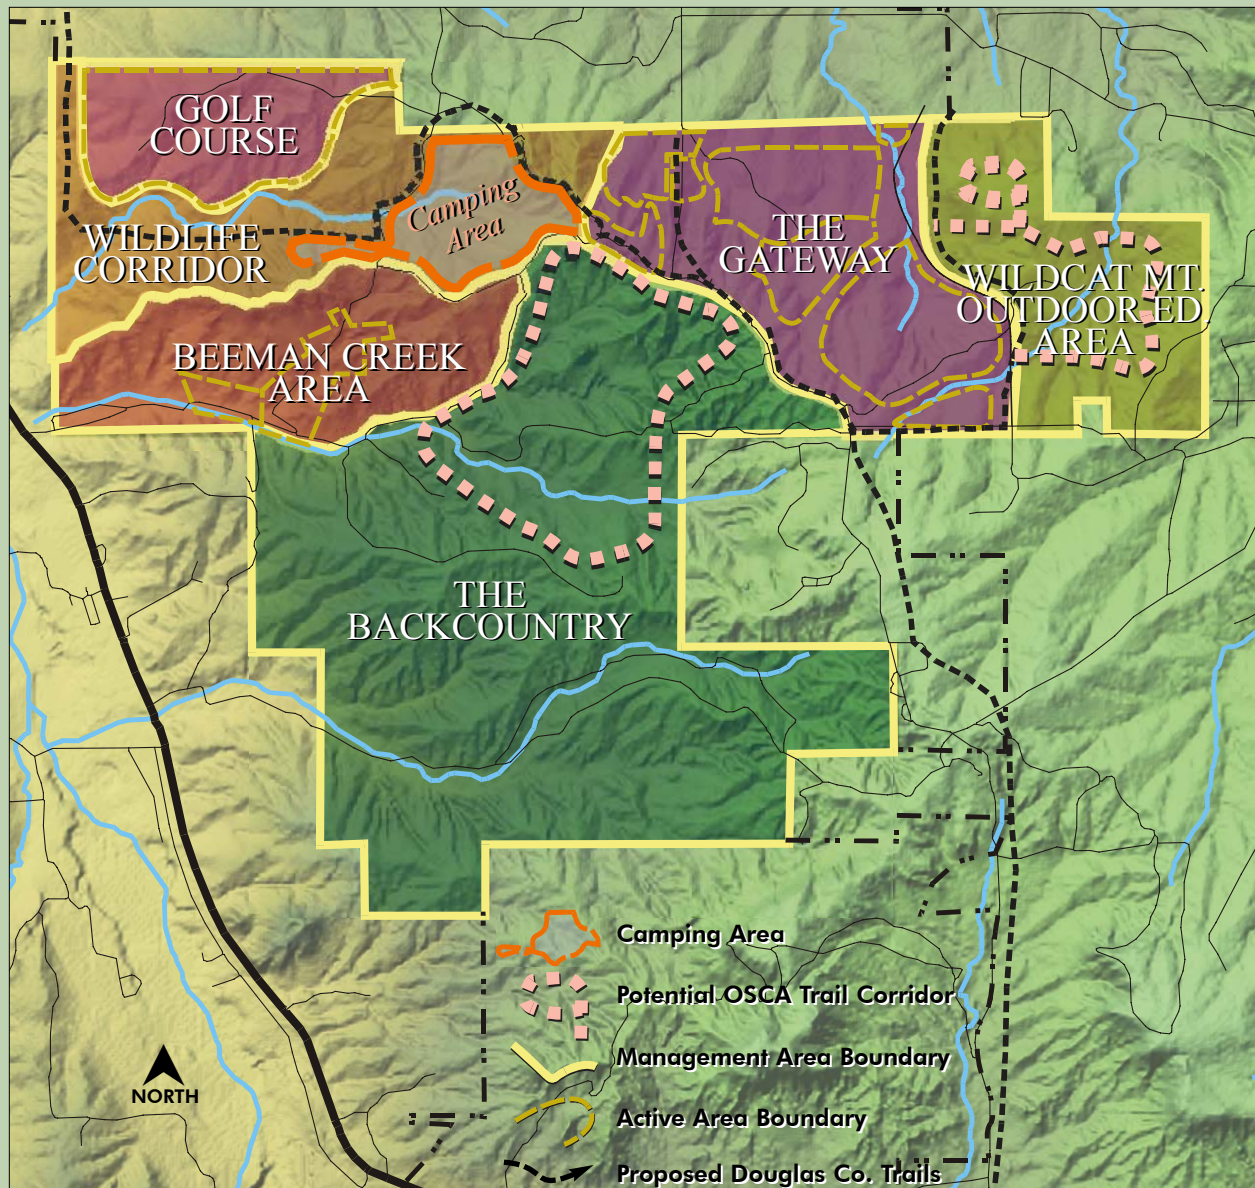 GOLF
COURSE
Camping
Area
THE
GATEWAY
WILDLIFE
CORRIDOR
WILDCAT MT.
OUTDOOR ED.
AREA
BEEMAN CREEK
AREA
THE
BACKCOUNTRY
Camping Area
Potential OSCA Trail Corridor
Management Area Boundary
NORTH
Active Area Boundary
Proposed Douglas Co. Trails